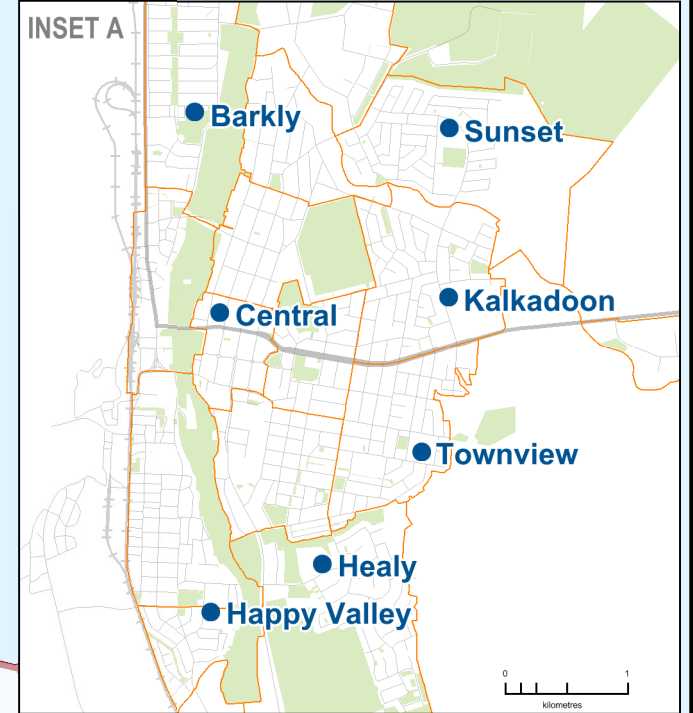 INSET A
Barkly
Sunset
Kalkadoon
Central
Townview
Healy
Happy Valley
0 1
kilometres